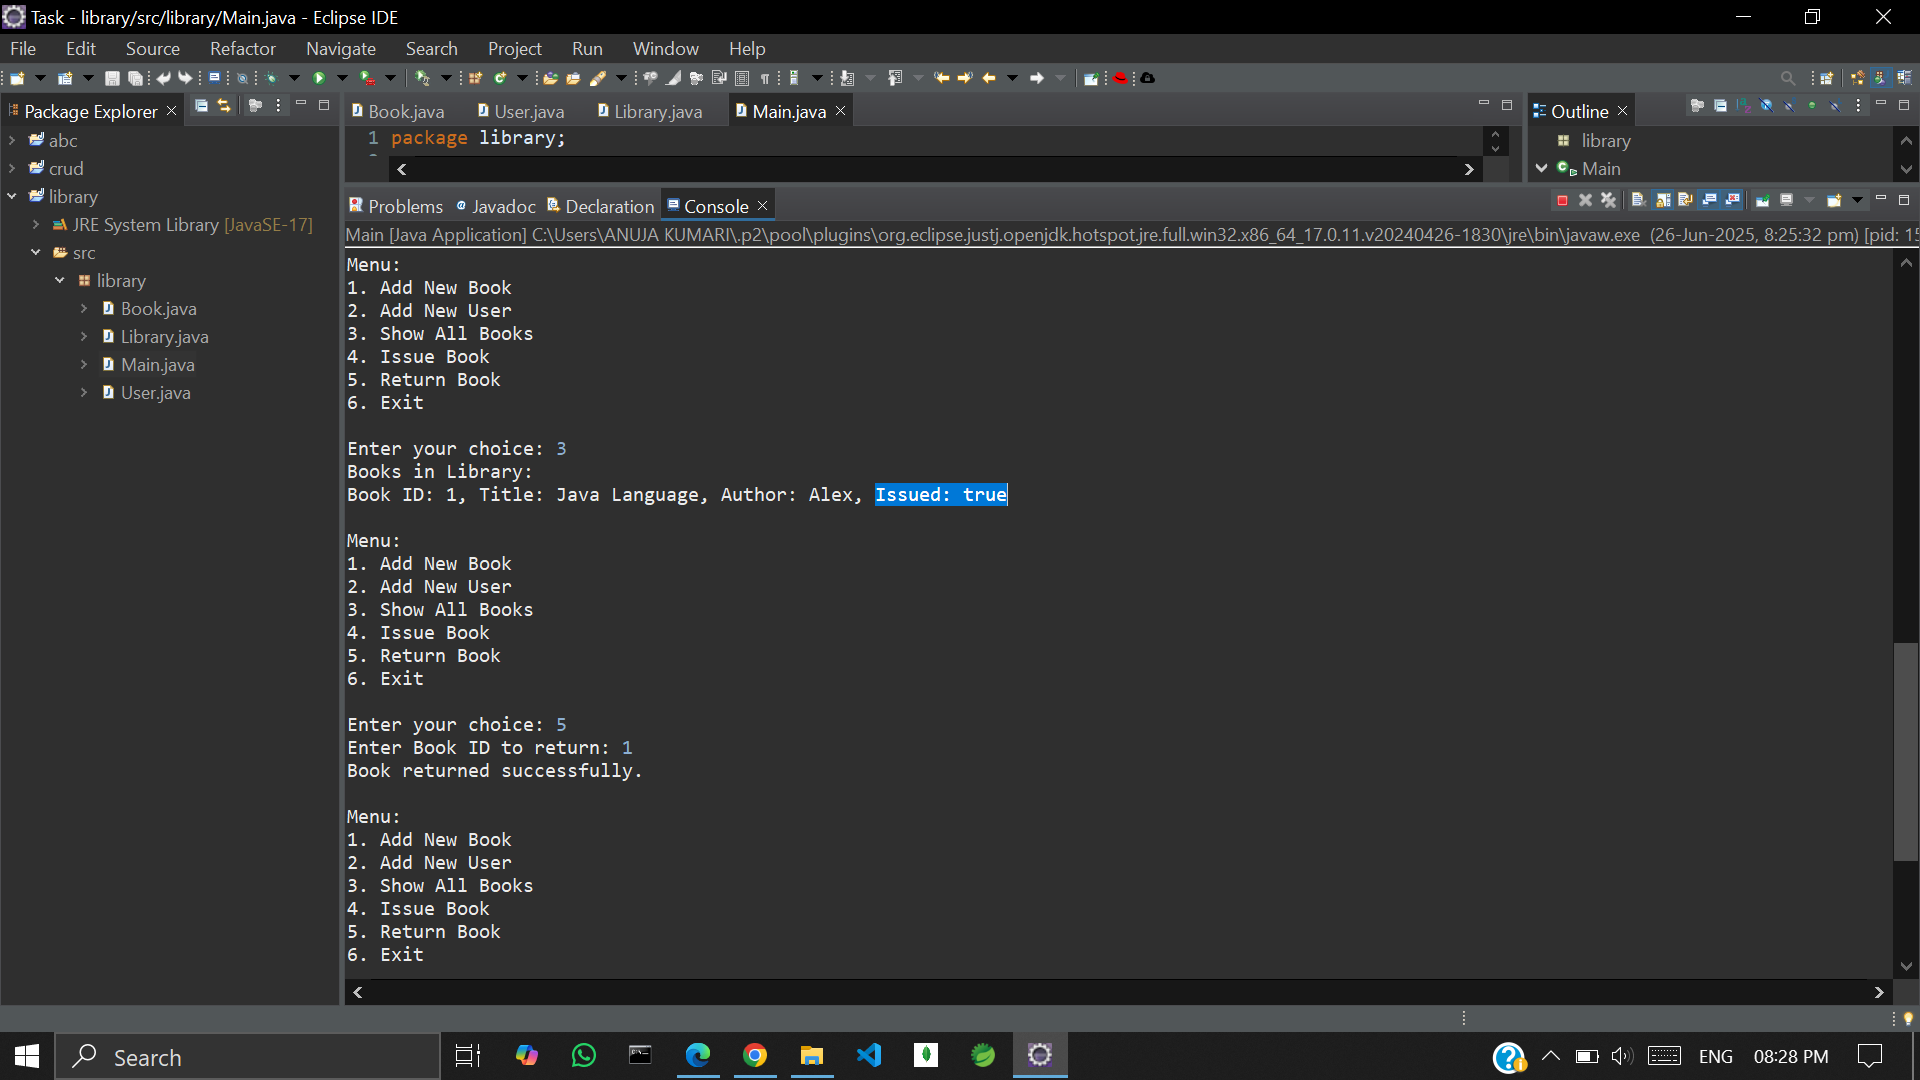 Task - library/src/library/Main.java - Eclipse IDE
File Edit Source Refactor Navigate Search Project Run Window Help
Package Explorer
abc
crud
library
JRE System Library [JavaSE-17]
src
library
Book.java
Library.java
Main.java
User.java
Book.java User.java Library.java Main.java
1 package library;
Outline
library
Main
Problems Javadoc Declaration Console
Main [Java Application] C:\Users\ANUJA KUMARI\.p2\pool\plugins\org.eclipse.justj.openjdk.hotspot.jre.full.win32.x86_64_17.0.11.v20240426-1830\jre\bin\javaw.exe (26-Jun-2025, 8:25:32 pm) [pid: 15
Menu:
1. Add New Book
2. Add New User
3. Show All Books
4. Issue Book
5. Return Book
6. Exit
Enter your choice: 3
Books in Library:
Book ID: 1, Title: Java Language, Author: Alex, Issued: true
Menu:
1. Add New Book
2. Add New User
3. Show All Books
4. Issue Book
5. Return Book
6. Exit
Enter your choice: 5
Enter Book ID to return: 1
Book returned successfully.
Menu:
1. Add New Book
2. Add New User
3. Show All Books
4. Issue Book
5. Return Book
6. Exit
Search
ENG
08:28 PM